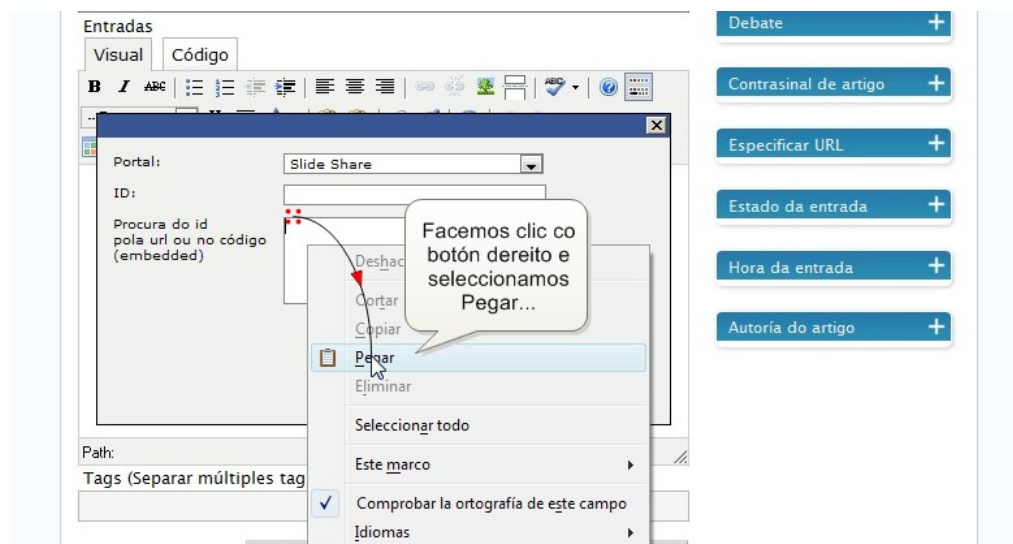 Entradas
Visual Código
B I ABC ABC
Path:
Tags (Separar múltiples tag
Portal: Slide Share
ID:
Procura do id
pola url ou no código
(embedded)
Facemos clic co
botón dereito e
seleccionamos
Pegar...
Deshac
Cortar
Copiar
Pegar
Eliminar
Seleccionar todo
Este marco
Comprobar la ortografía de este campo
Idiomas
Debate
Contrasinal de artigo
Especificar URL
Estado da entrada
Hora da entrada
Autoría do artigo